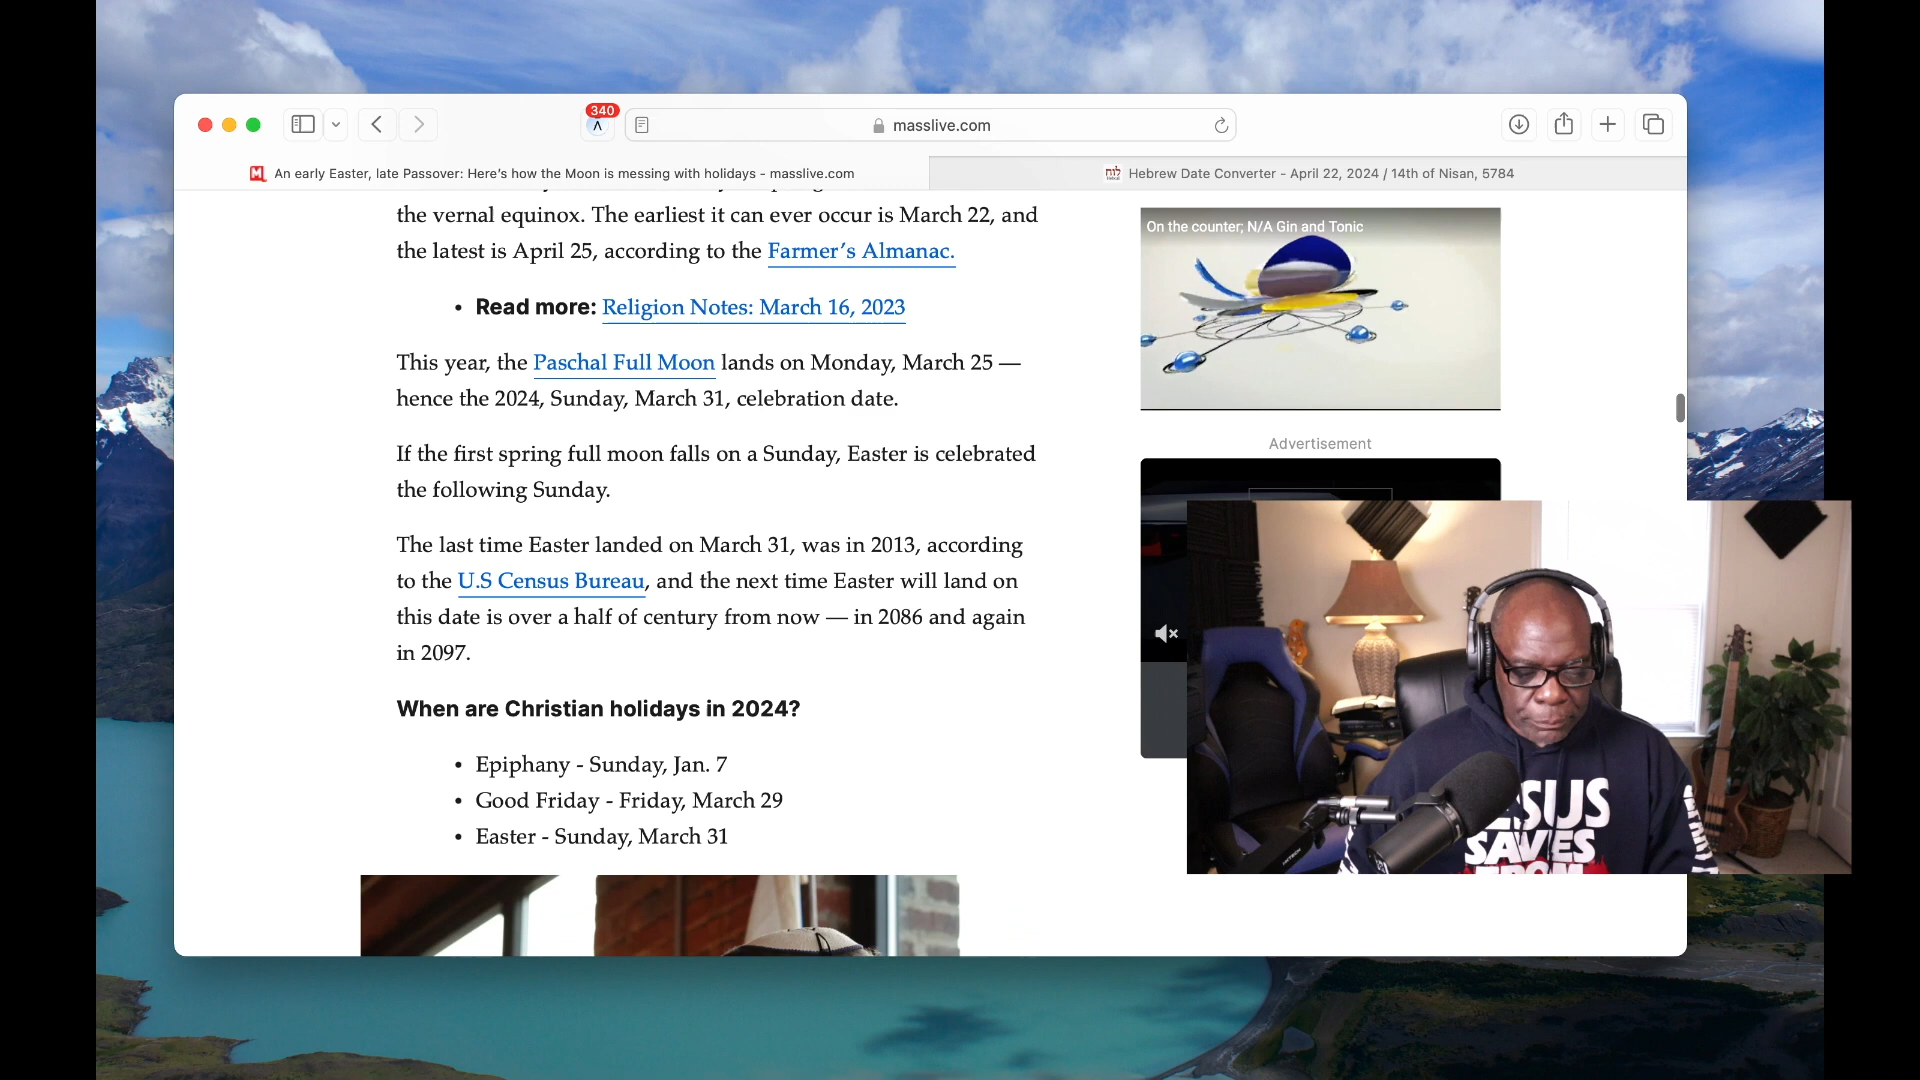 340
masslive.com
An early Easter, late Passover: Here's how the Moon is messing with holidays - masslive.com
Hebrew Date Converter - April 22, 2024 / 14th of Nisan, 5784
the vernal equinox. The earliest it can ever occur is March 22, and
the latest is April 25, according to the Farmer's Almanac.
• Read more: Religion Notes: March 16, 2023
This year, the Paschal Full Moon lands on Monday, March 25 —
hence the 2024, Sunday, March 31, celebration date.
If the first spring full moon falls on a Sunday, Easter is celebrated
the following Sunday.
The last time Easter landed on March 31, was in 2013, according
to the U.S Census Bureau, and the next time Easter will land on
this date is over a half of century from now — in 2086 and again
in 2097.
When are Christian holidays in 2024?
• Epiphany - Sunday, Jan. 7
• Good Friday - Friday, March 29
• Easter - Sunday, March 31
On the counter; N/A Gin and Tonic
Advertisement
SUS
SAVES
FROM